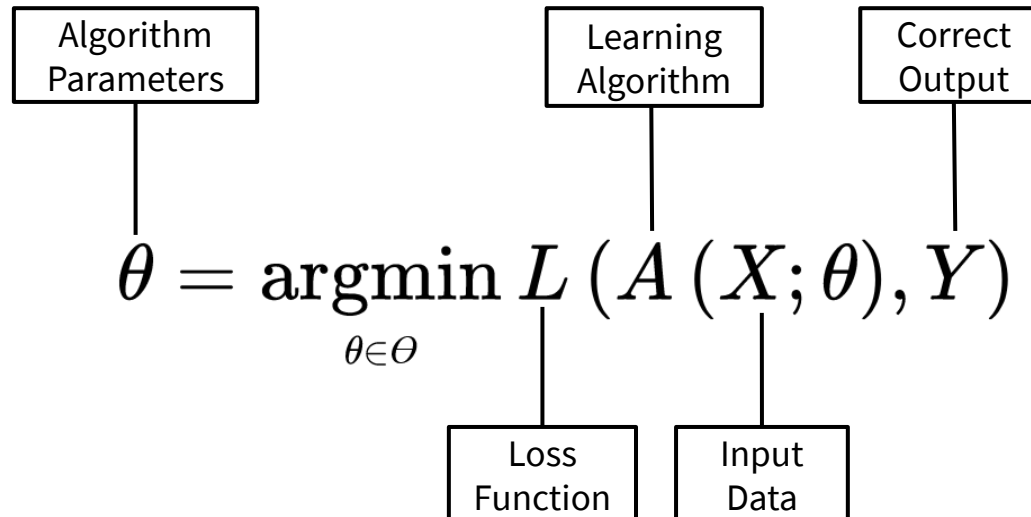 Algorithm
Parameters
Learning
Algorithm
Correct
Output
θ = argmin L (A (X; θ), Y)
θ∈Θ
Loss
Function
Input
Data